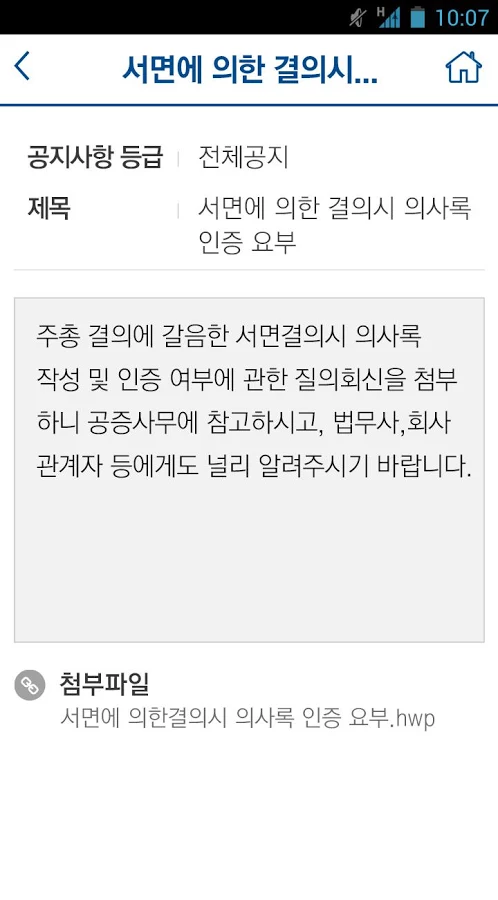 H 10:07
서면에 의한 결의시...
공지사항 등급 전체공지
제목 서면에 의한 결의시 의사록
인증 요부
주총 결의에 갈음한 서면결의시 의사록
작성 및 인증 여부에 관한 질의회신을 첨부
하니 공증사무에 참고하시고, 법무사,회사
관계자 등에게도 널리 알려주시기 바랍니다.
첨부파일
서면에 의한결의시 의사록 인증 요부.hwp